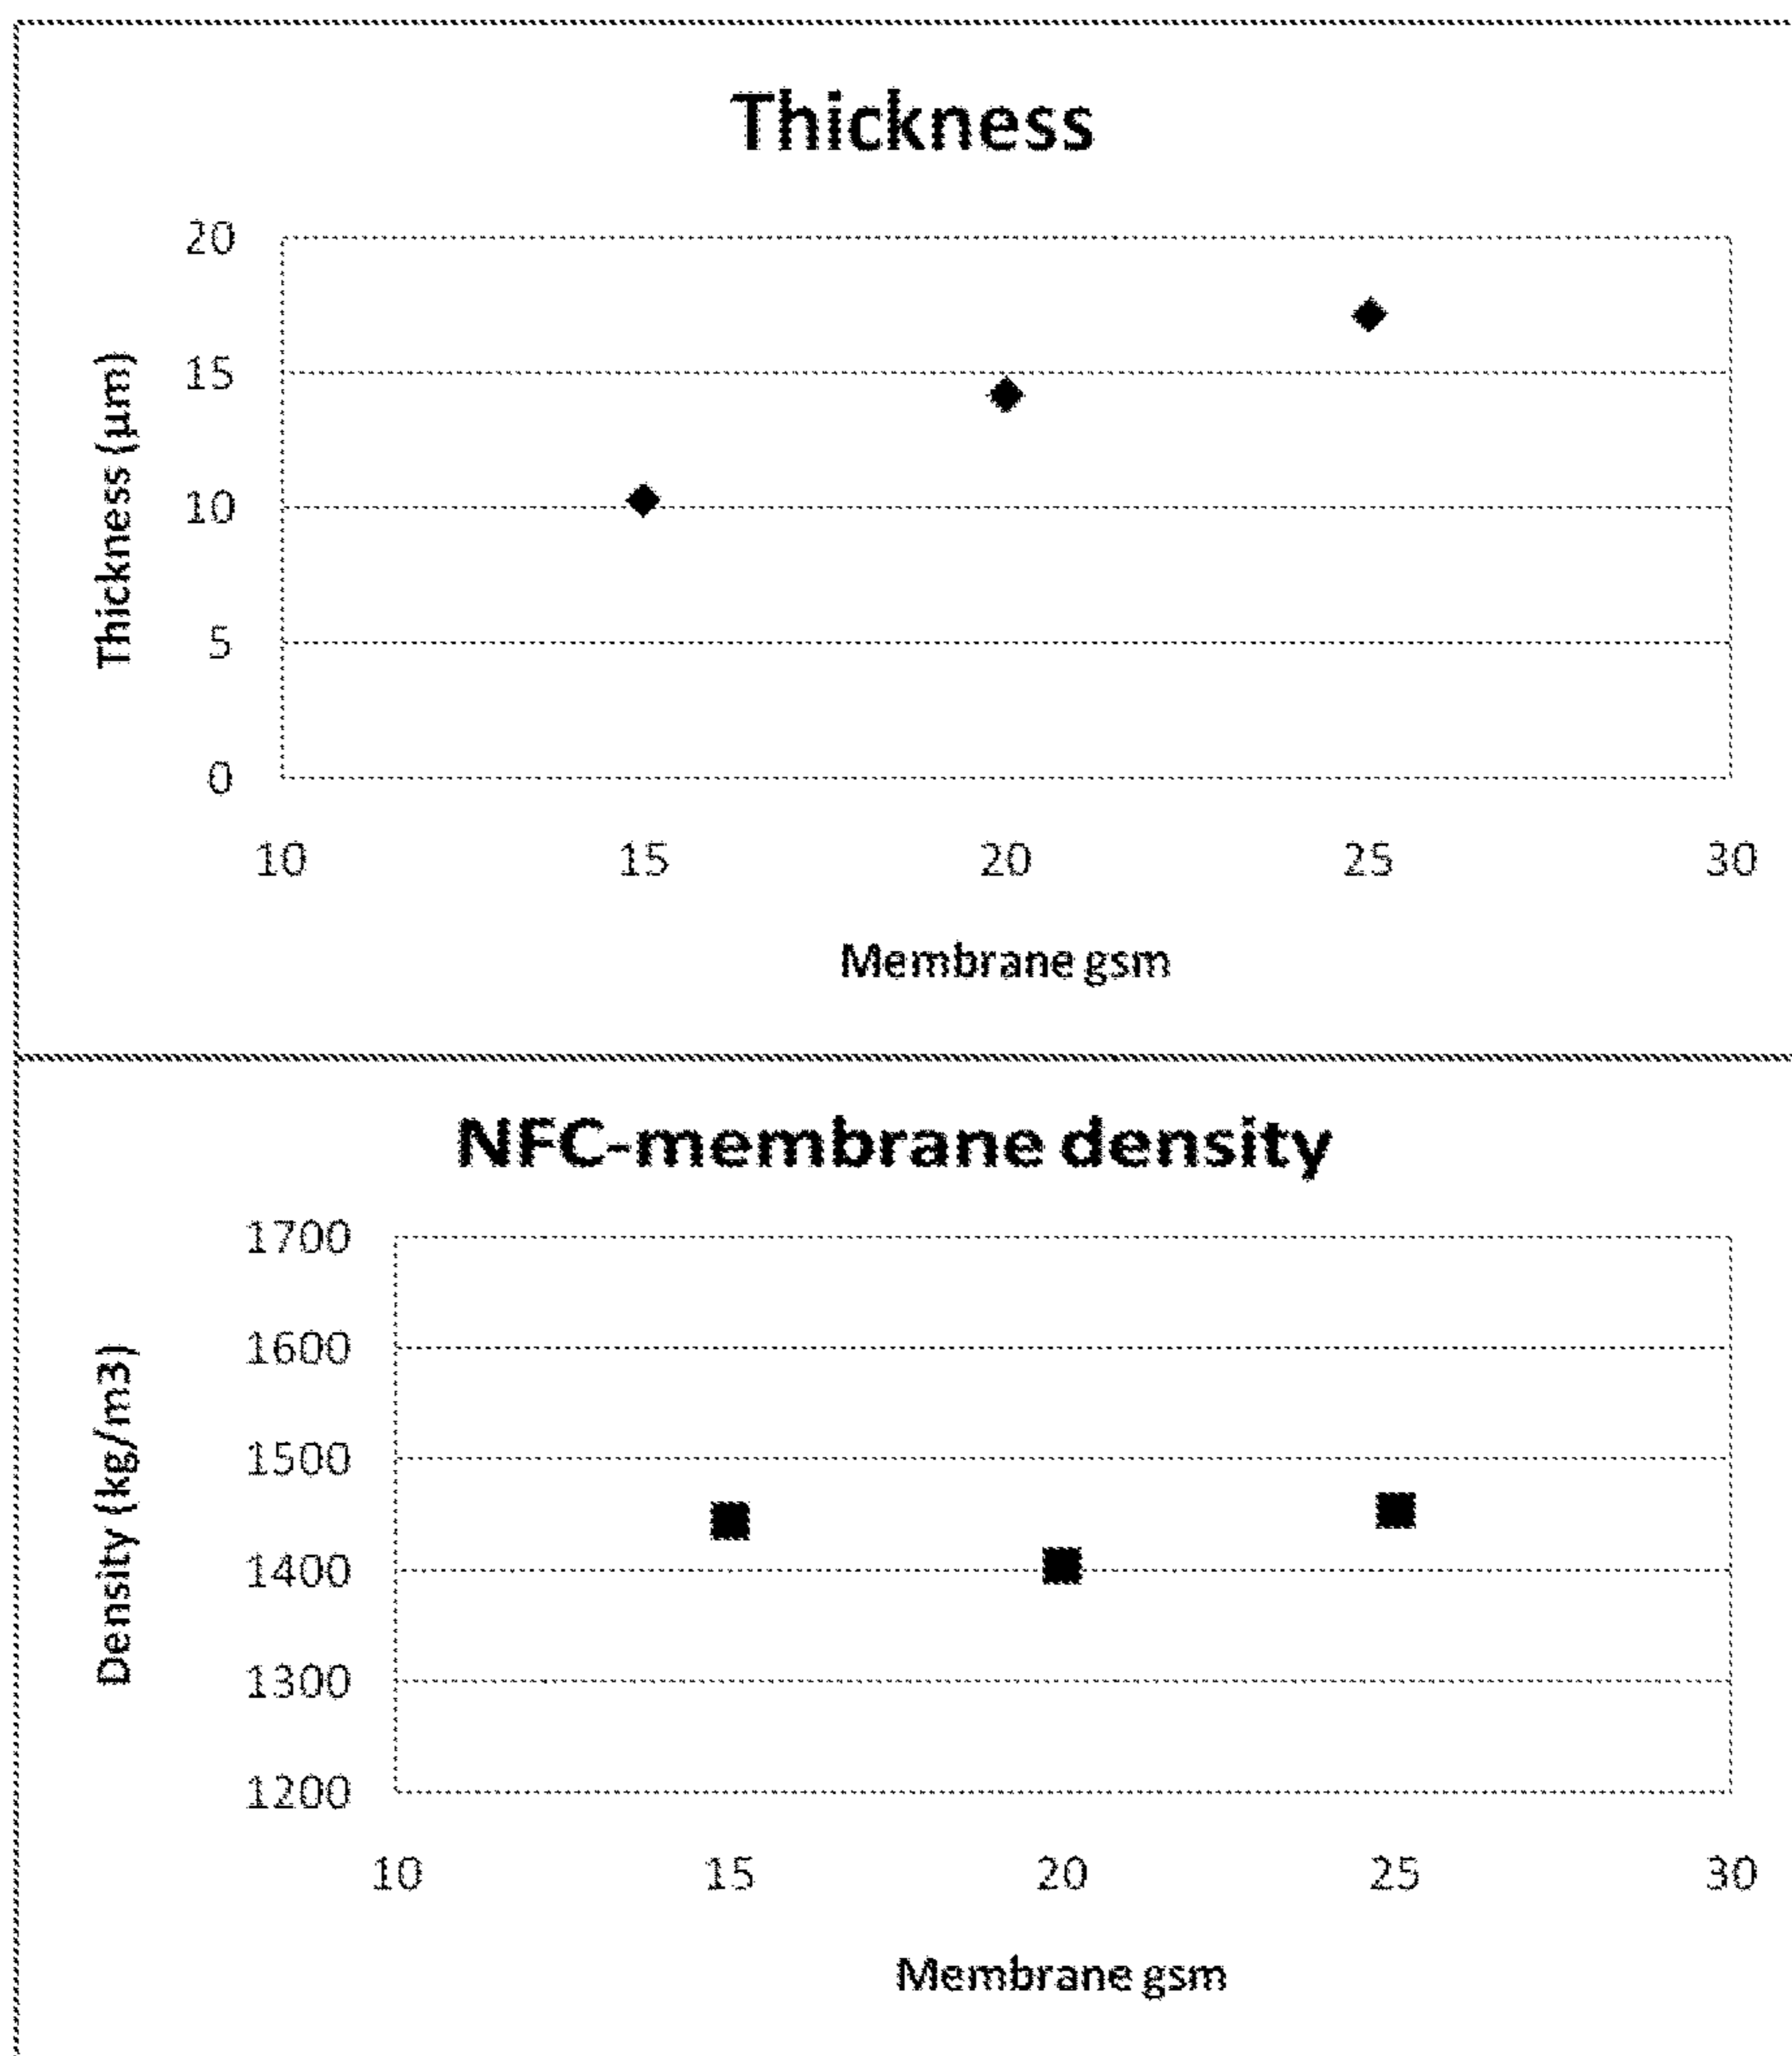 Thickness
20
15
10
5
0
Thickness (µm)
10 15 20 25 30
Membrane gsm
NFC-membrane density
1700
1600
1500
1400
1300
1200
Density (kg/m3)
10 15 20 25 30
Membrane gsm